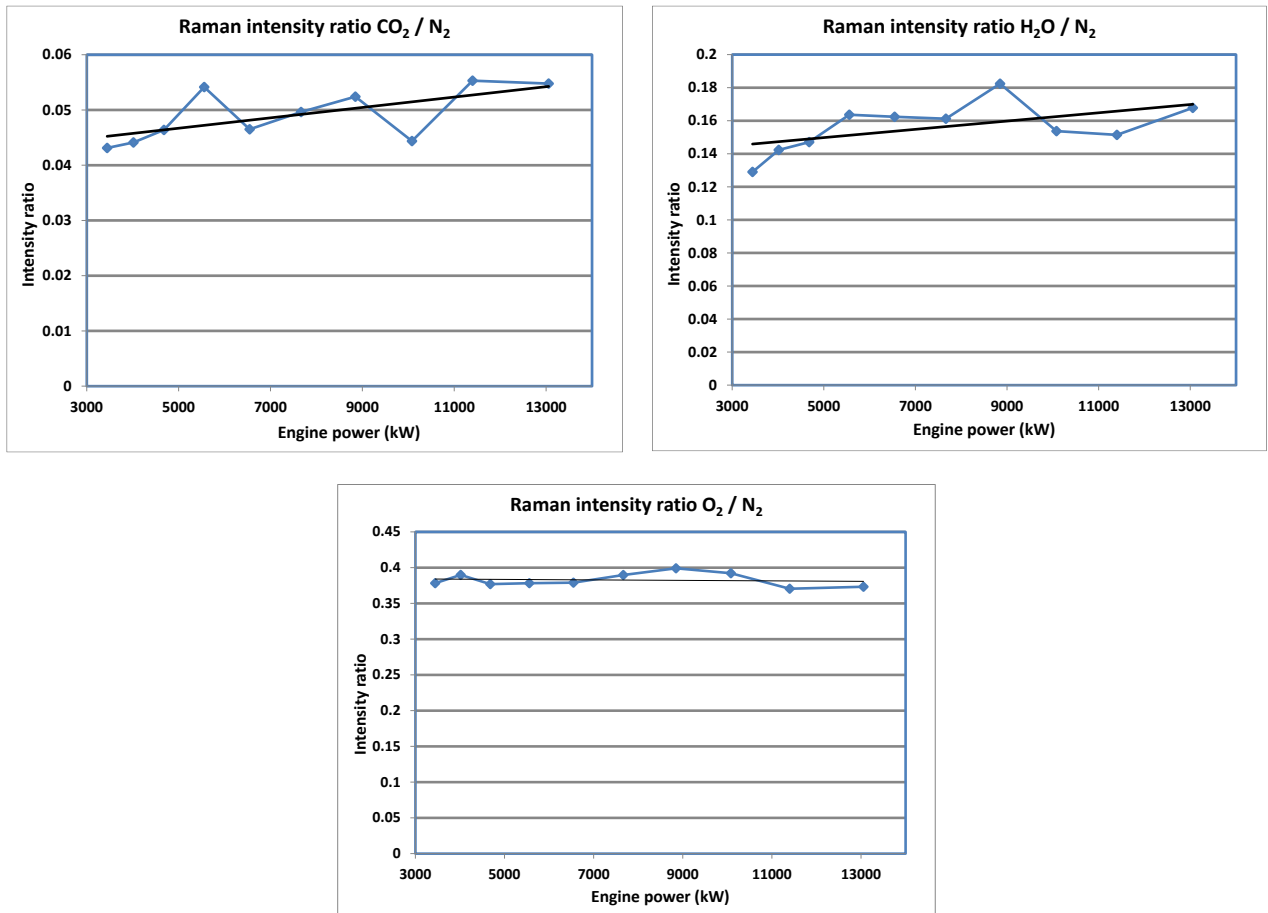 Raman intensity ratio CO₂ / N₂
0.06
0.05
0.04
0.03
0.02
0.01
0
Intensity ratio
3000 5000 7000 9000 11000 13000
Engine power (kW)
Raman intensity ratio H₂O / N₂
0.2
0.18
0.16
0.14
0.12
0.1
0.08
0.06
0.04
0.02
0
Intensity ratio
3000 5000 7000 9000 11000 13000
Engine power (kW)
Raman intensity ratio O₂ / N₂
0.45
0.4
0.35
0.3
0.25
0.2
0.15
0.1
0.05
0
Intensity ratio
3000 5000 7000 9000 11000 13000
Engine power (kW)